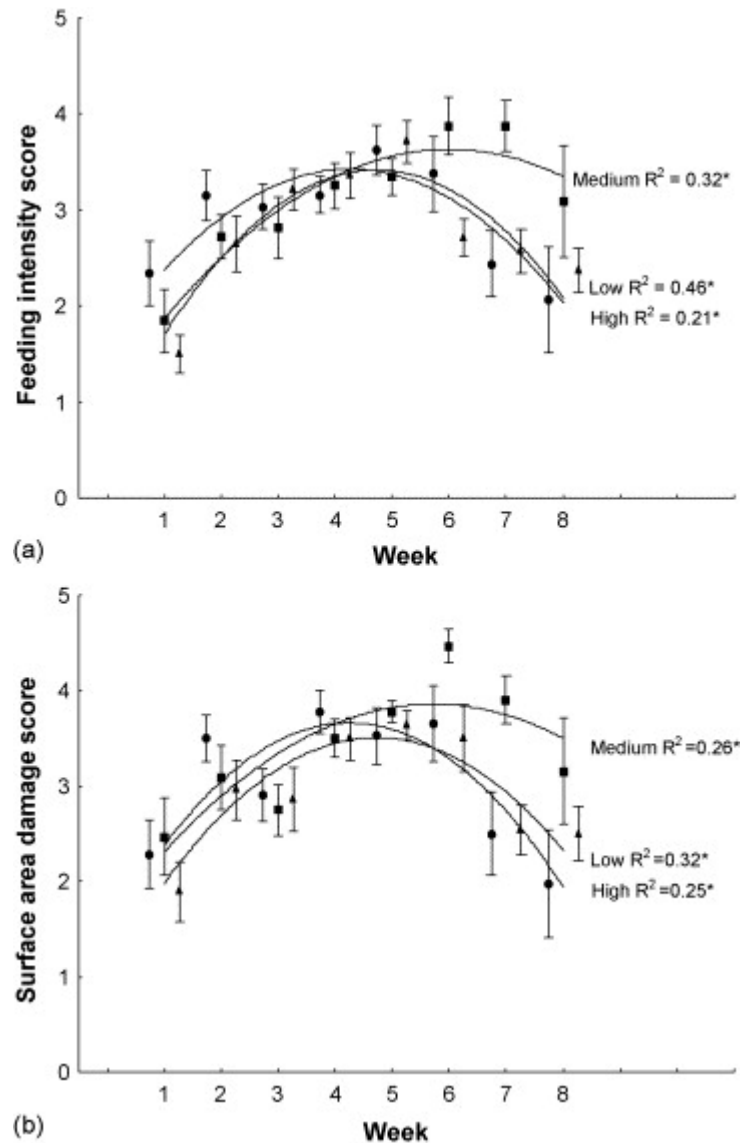 5
4
3
2
1
0
Feeding intensity score
Medium R² = 0.32*
Low R² = 0.46*
High R² = 0.21*
1 2 3 4 5 6 7 8
Week
(a)
5
4
3
2
1
0
Surface area damage score
Medium R²=0.26*
Low R²=0.32*
High R²=0.25*
1 2 3 4 5 6 7 8
Week
(b)